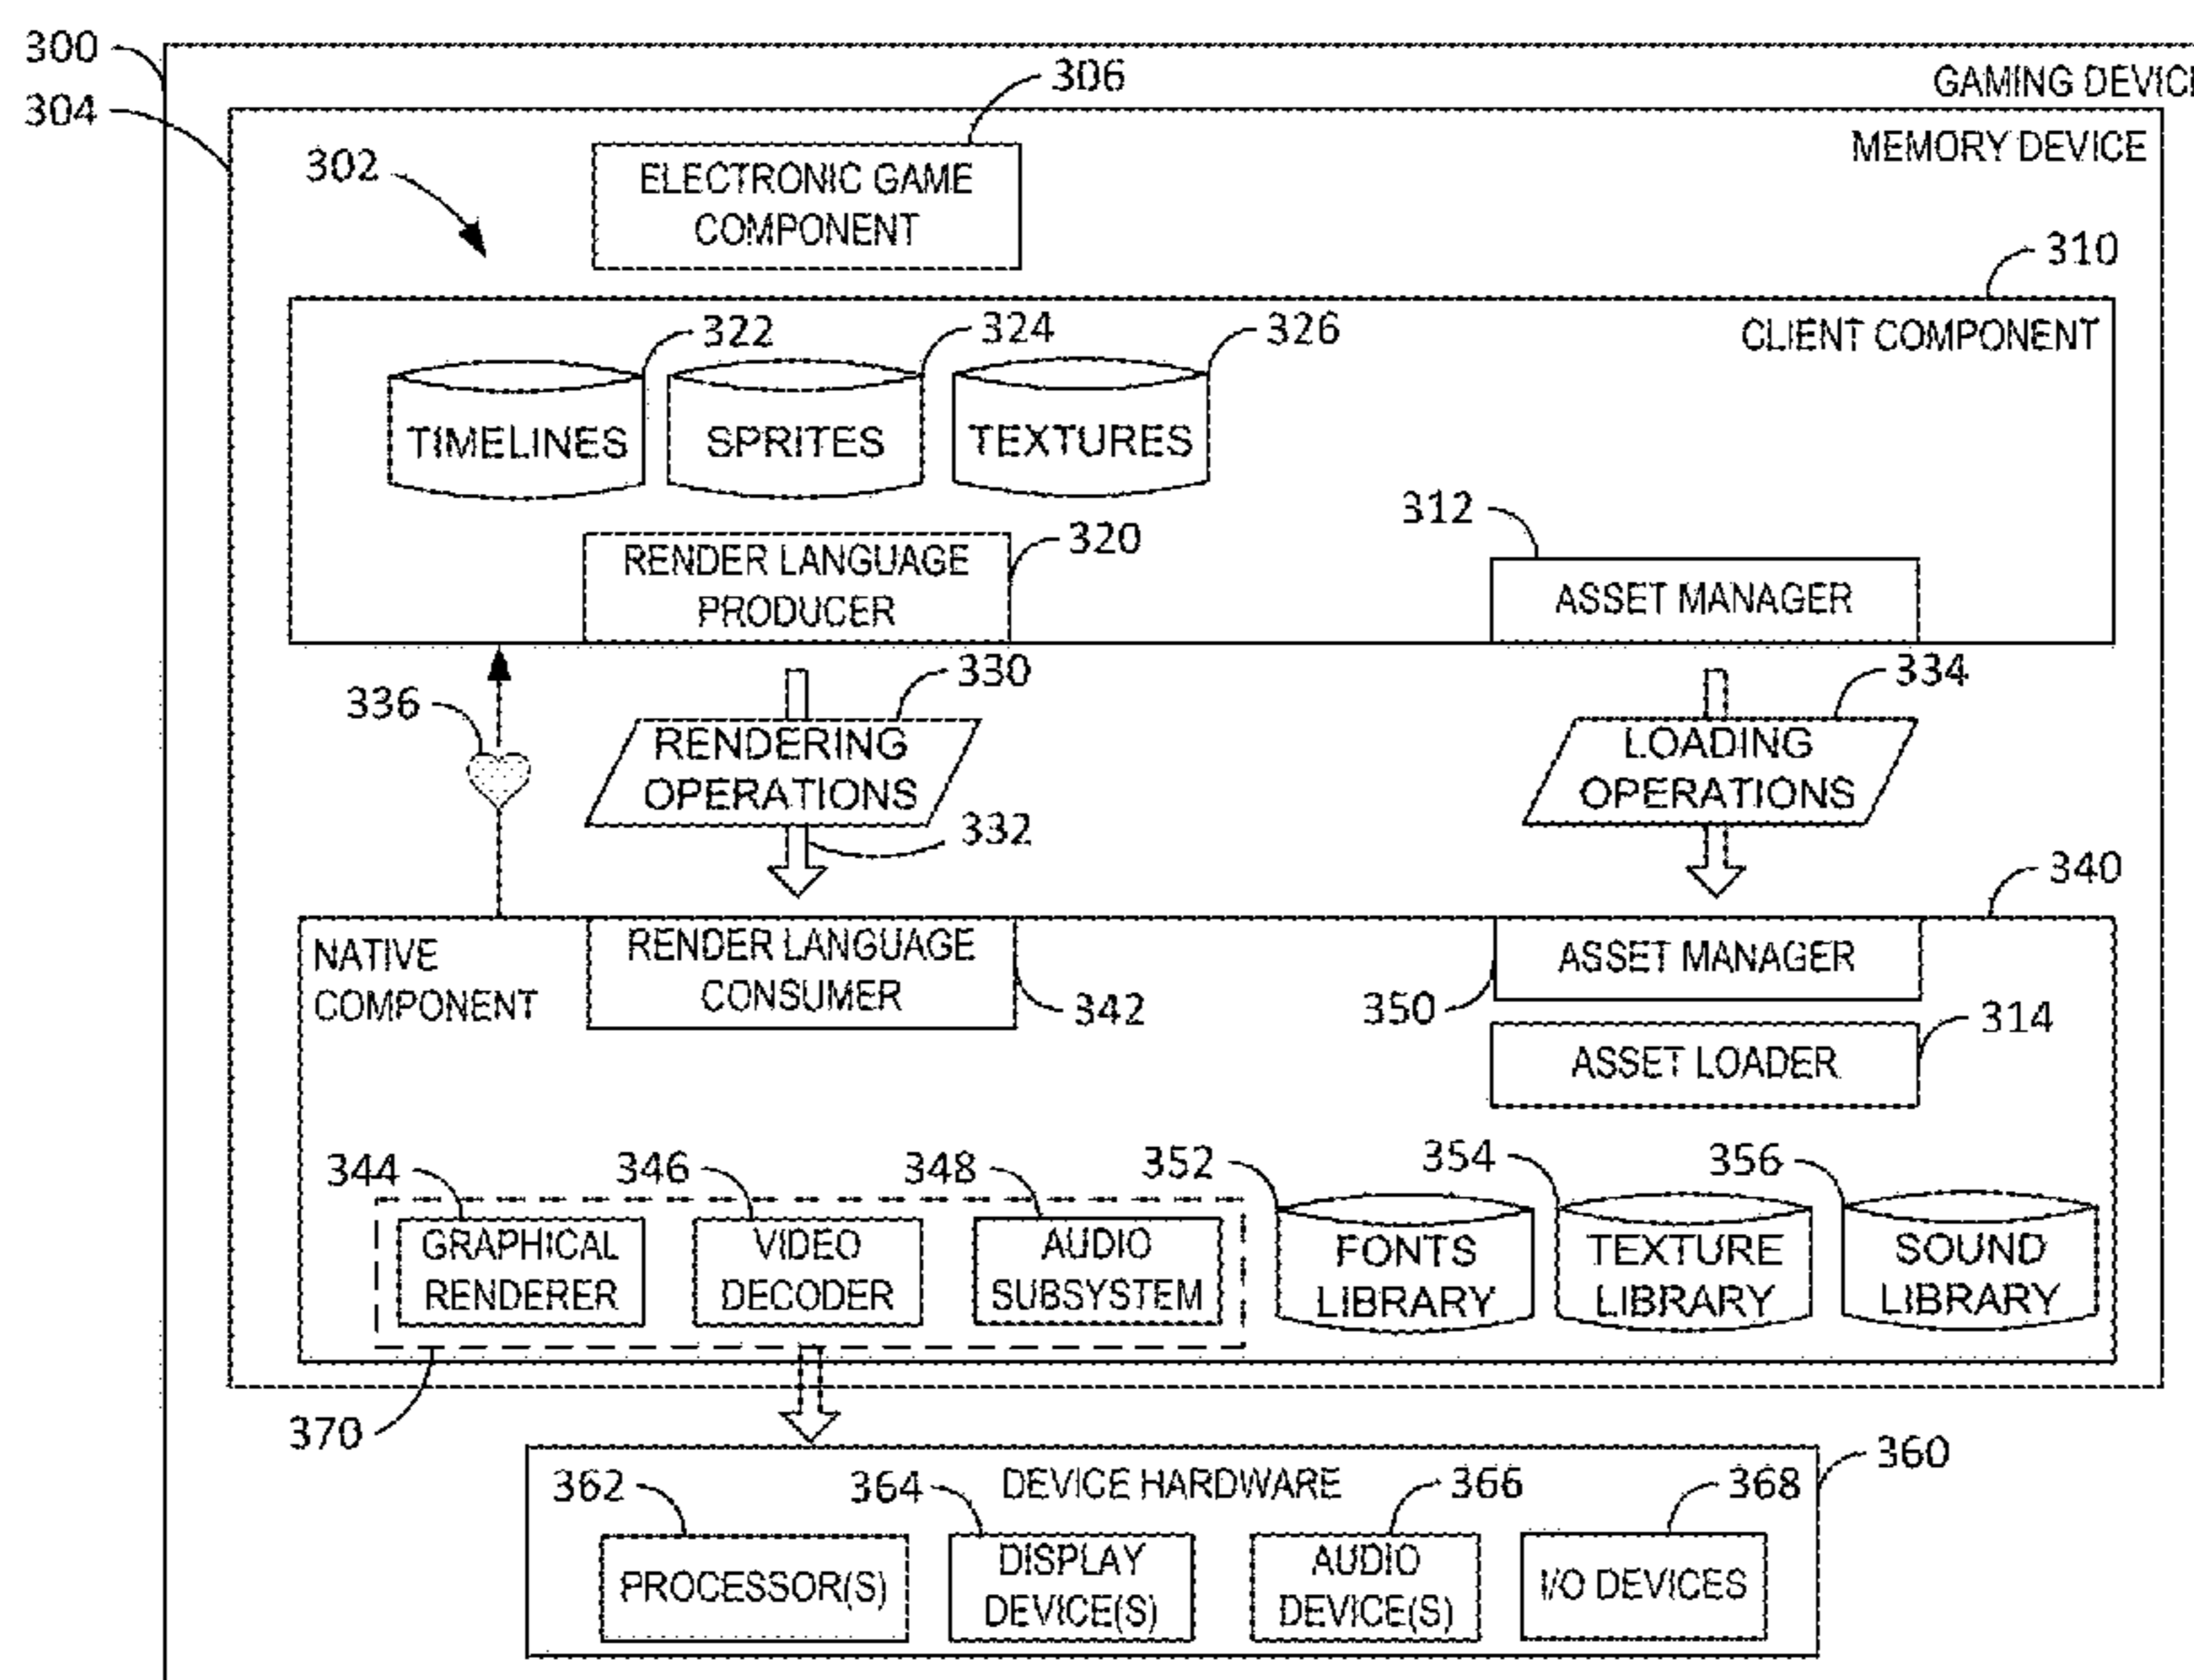 300
GAMING DEVIC
304
306
MEMORY DEVICE
302
ELECTRONIC GAME
COMPONENT
310
322
324
326
CLIENT COMPONENT
TIMELINES
SPRITES
TEXTURES
312
320
RENDER LANGUAGE
PRODUCER
ASSET MANAGER
330
334
336
RENDERING
OPERATIONS
LOADING
OPERATIONS
332
340
NATIVE
COMPONENT
RENDER LANGUAGE
CONSUMER
342
350
ASSET MANAGER
314
ASSET LOADER
344
346
348
352
354
356
GRAPHICAL
RENDERER
VIDEO
DECODER
AUDIO
SUBSYSTEM
FONTS
LIBRARY
TEXTURE
LIBRARY
SOUND
LIBRARY
370
360
DEVICE HARDWARE
362
364
366
368
PROCESSOR(S)
DISPLAY
DEVICE(S)
AUDIO
DEVICE(S)
I/O DEVICES